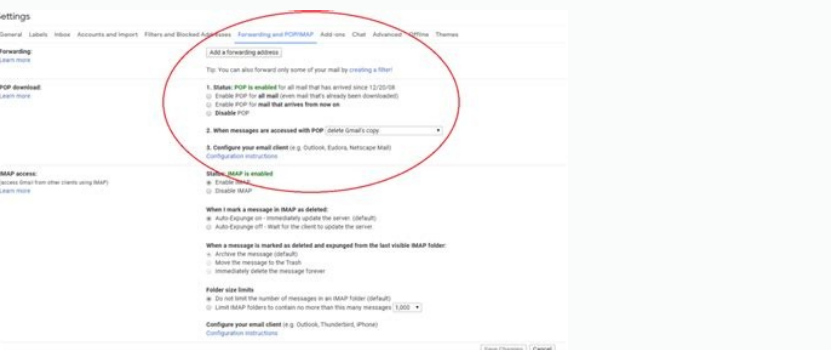 Settings
General Labels Inbox Accounts and Import Filters and Blocked Addresses Forwarding and POP/IMAP Add-ons Chat Advanced Offline Themes
Forwarding:
Learn more
Add a forwarding address
Tip: You can also forward only some of your mail by creating a filter!
POP download:
Learn more
1. Status: POP is enabled for all mail that has arrived since 12/20/08
Enable POP for all mail (even mail that's already been downloaded)
Enable POP for mail that arrives from now on
Disable POP
2. When messages are accessed with POP delete Gmail's copy
3. Configure your email client (e.g. Outlook, Eudora, Netscape Mail)
Configuration instructions
IMAP access:
(access Gmail from other clients using IMAP)
Learn more
Status: IMAP is enabled
Enable IMAP
Disable IMAP
When I mark a message in IMAP as deleted:
Auto-Expunge on - Immediately update the server. (default)
Auto-Expunge off - Wait for the client to update the server.
When a message is marked as deleted and expunged from the last visible IMAP folder:
Archive the message (default)
Move the message to the Trash
Immediately delete the message forever
Folder size limits
Do not limit the number of messages in an IMAP folder (default)
Limit IMAP folders to contain no more than this many messages 1,000
Configure your email client (e.g. Outlook, Thunderbird, iPhone)
Configuration instructions
Save Changes Cancel